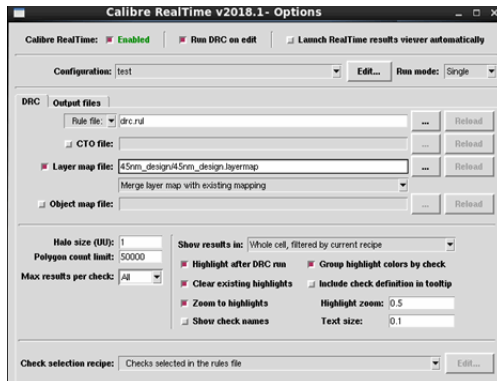 Calibre RealTime v2018.1- Options
Calibre RealTime: Enabled Run DRC on edit Launch RealTime results viewer automatically
Configuration: test Edit... Run mode: Single
DRC Output files
Rule file: drc.rul ... Reload
CTO file: ... Reload
Layer map file: 45nm_design/45nm_design.layermap ... Reload
Merge layer map with existing mapping
Object map file: ... Reload
Halo size (UU): 1 Show results in: Whole cell, filtered by current recipe
Polygon count limit: 50000 Highlight after DRC run Group highlight colors by check
Max results per check: All Clear existing highlights Include check definition in tooltip
Zoom to highlights Highlight zoom: 0.5
Show check names Text size: 0.1
Check selection recipe: Checks selected in the rules file Edit...